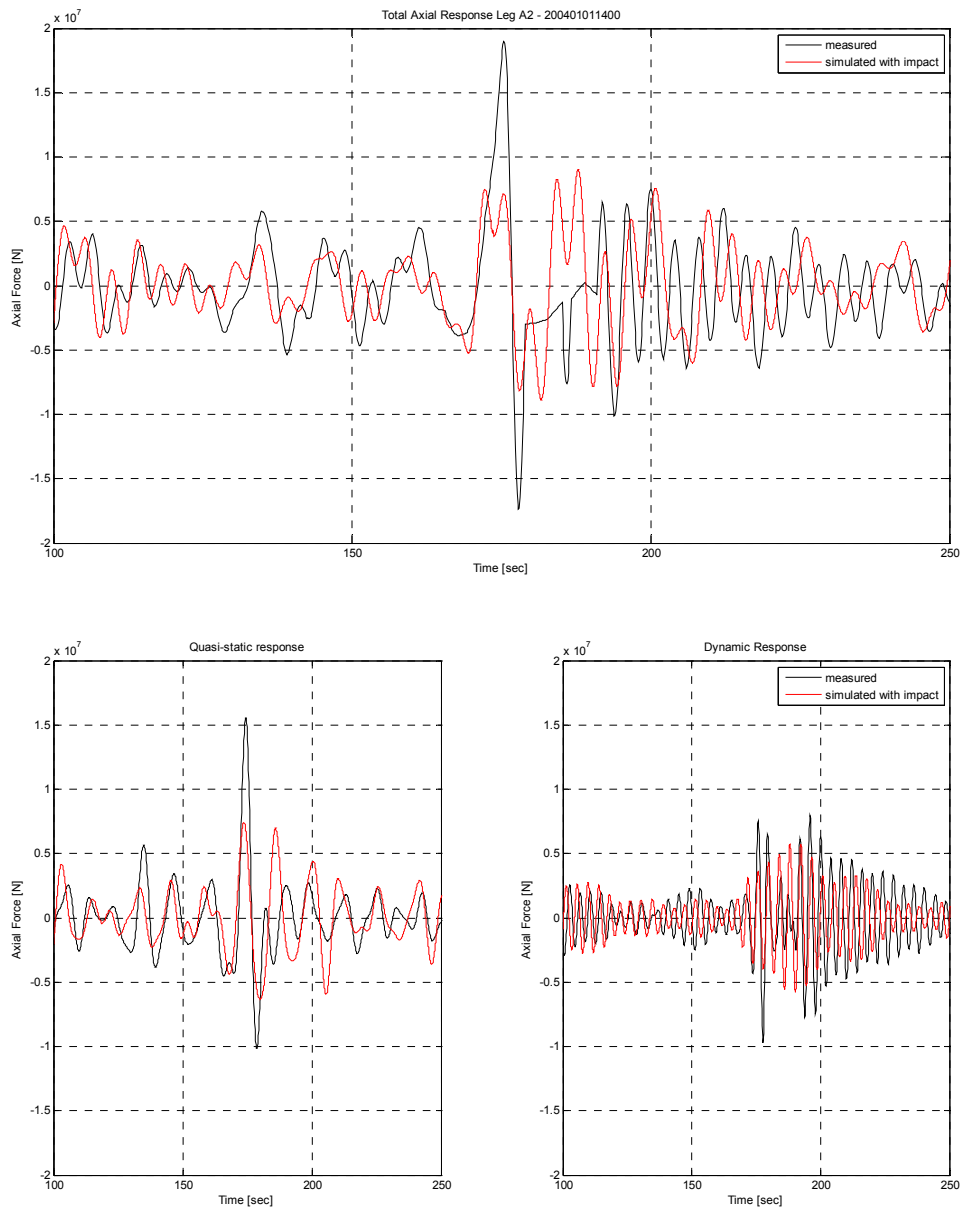 Total Axial Response Leg A2 - 200401011400
x 10^7
2
1.5
1
0.5
0
-0.5
-1
-1.5
-2
Axial Force [N]
measured
simulated with impact
100
150
200
250
Time [sec]
Quasi-static response
x 10^7
2
1.5
1
0.5
0
-0.5
-1
-1.5
-2
Axial Force [N]
100
150
200
250
Time [sec]
Dynamic Response
x 10^7
2
1.5
1
0.5
0
-0.5
-1
-1.5
-2
Axial Force [N]
measured
simulated with impact
100
150
200
250
Time [sec]